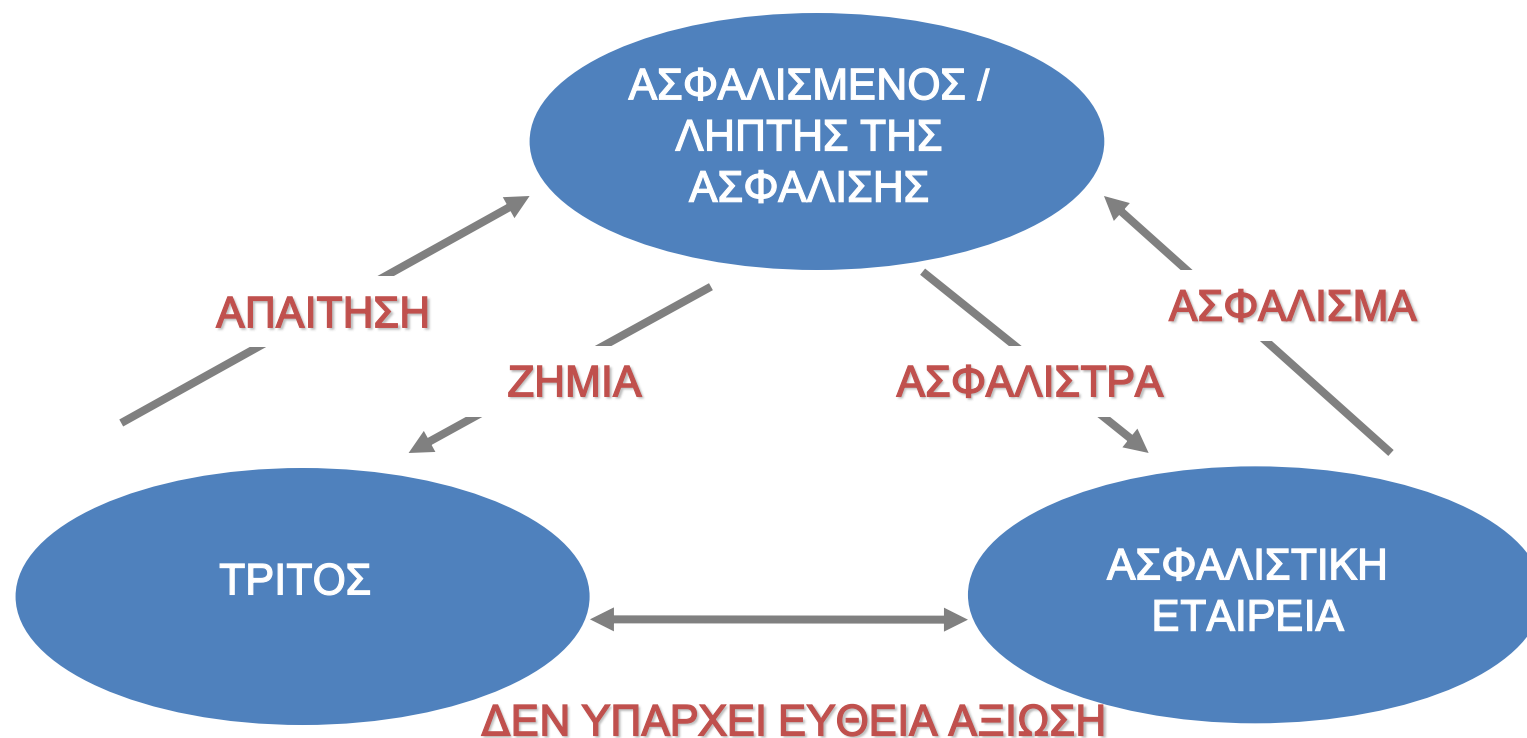 ΑΣΦΑΛΙΣΜΕΝΟΣ /
ΛΗΠΤΗΣ ΤΗΣ
ΑΣΦΑΛΙΣΗΣ
ΑΠΑΙΤΗΣΗ
ΑΣΦΑΛΙΣΜΑ
ΖΗΜΙΑ
ΑΣΦΑΛΙΣΤΡΑ
ΤΡΙΤΟΣ
ΑΣΦΑΛΙΣΤΙΚΗ
ΕΤΑΙΡΕΙΑ
ΔΕΝ ΥΠΑΡΧΕΙ ΕΥΘΕΙΑ ΑΞΙΩΣΗ